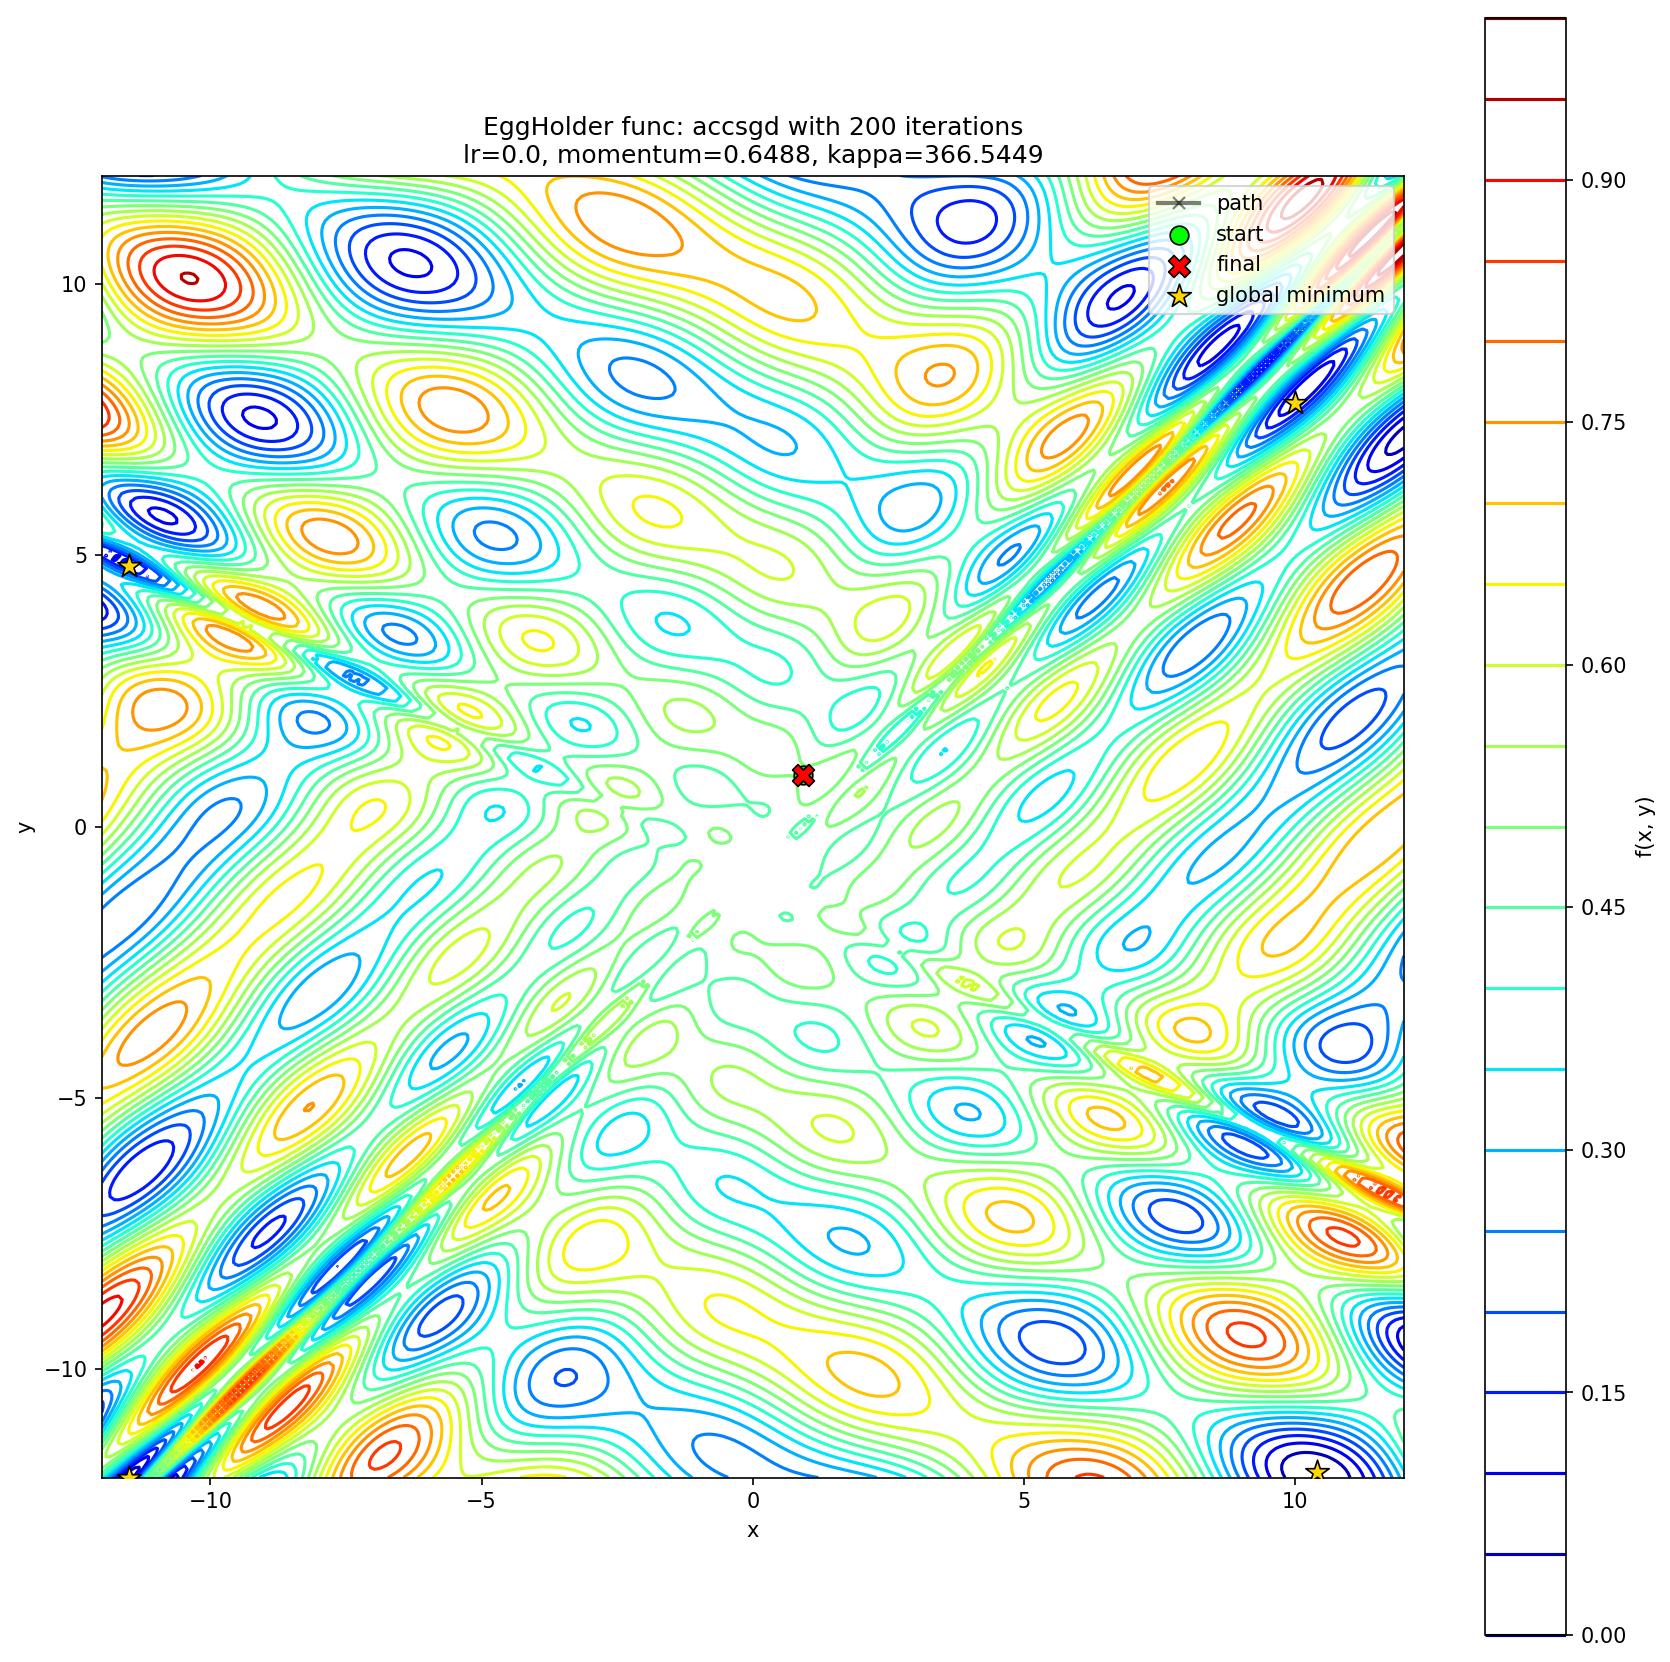 EggHolder func: accsgd with 200 iterations
lr=0.0, momentum=0.6488, kappa=366.5449
path
start
final
global minimum
10
5
0
−5
−10
y
−10
−5
0
5
10
x
0.90
0.75
0.60
0.45
0.30
0.15
0.00
f(x, y)